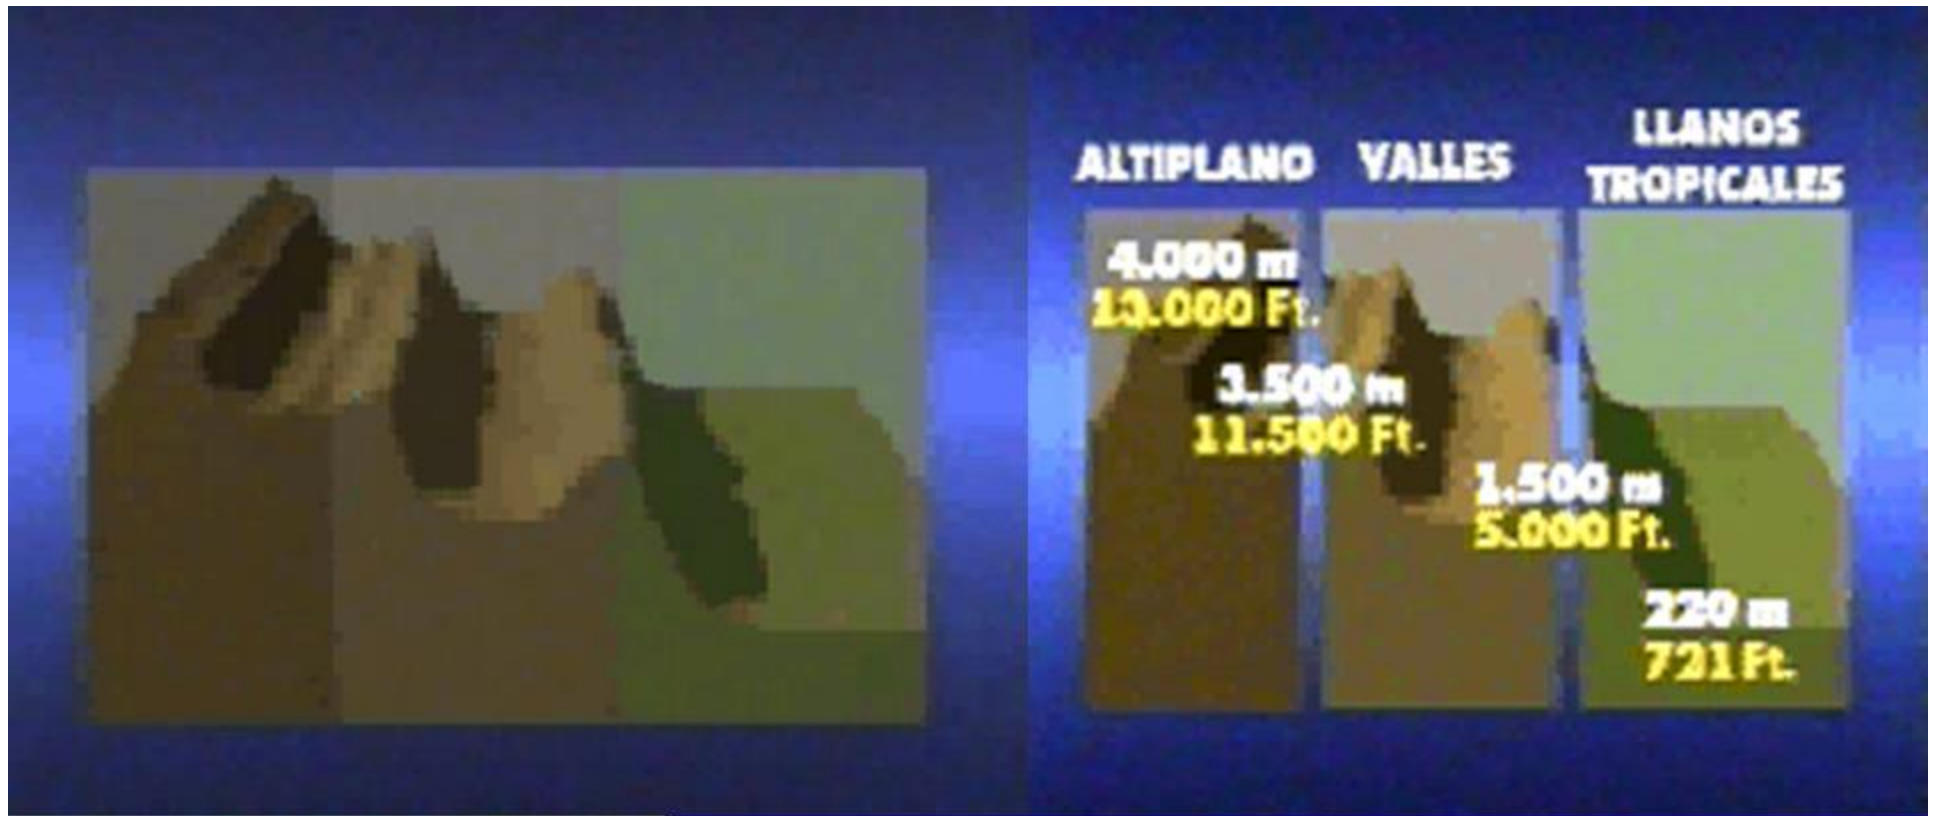 ALTIPLANO
VALLES
LLANOS
TROPICALES
4.000 m
13.000 Ft.
3.500 m
11.500 Ft.
1.500 m
5.000 Ft.
220 m
721 Ft.